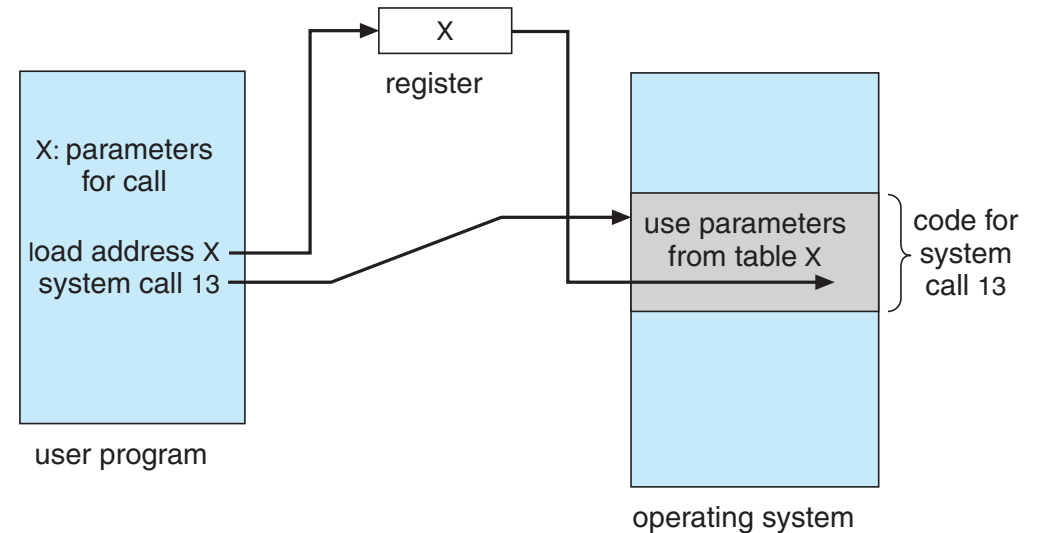 X
register
X: parameters
for call
load address X
system call 13
user program
use parameters
from table X
code for
system
call 13
operating system